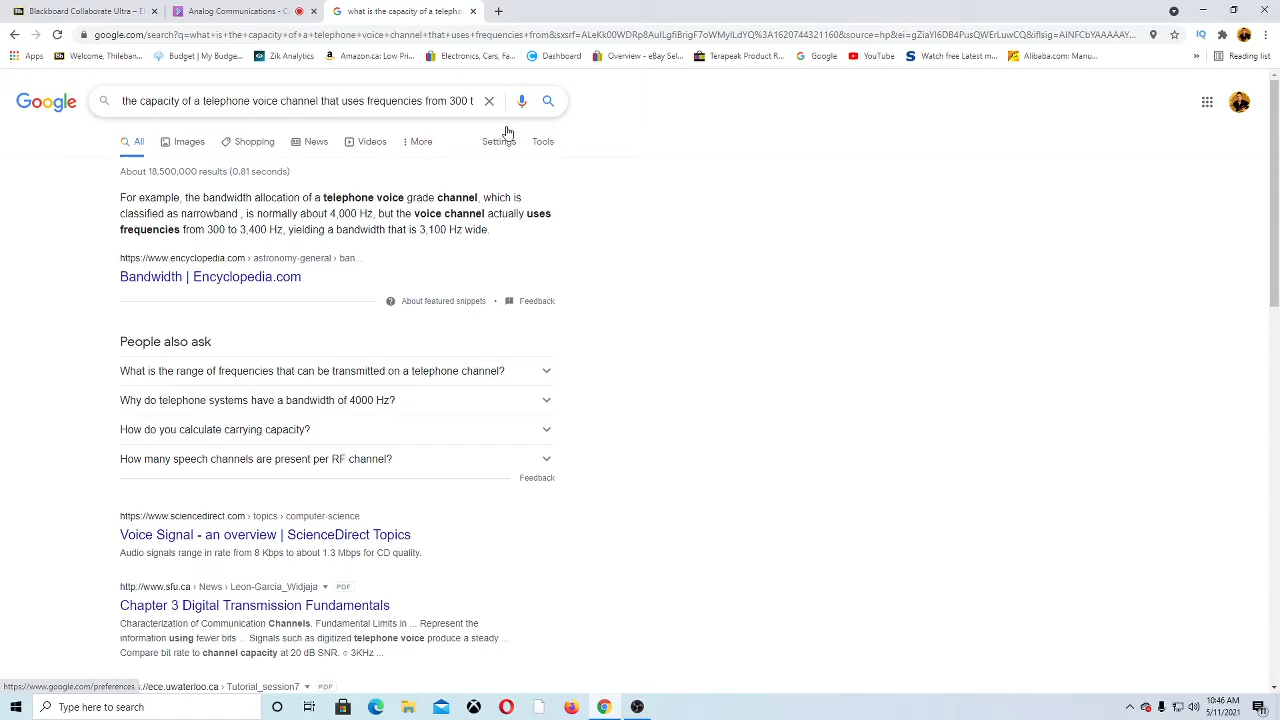 Blackboard Collaborate Ultra – E
Analog Communications - C
what is the capacity of a telepho
google.com/search?q=what+is+the+capacity+of+a+telephone+voice+channel+that+uses+frequencies+from+300
Apps
Welcome, Thileban...
Budget | My Budge...
Zik Analytics
Amazon.ca: Low Pri...
Electronics, Cars, Fa...
Dashboard
Overview - eBay Sel...
Terapeak Product R...
Google
YouTube
Watch free Latest m...
Alibaba.com: Manu...
»
Reading list
Google
the capacity of a telephone voice channel that uses frequencies from 300 t
All
Images
Shopping
News
Videos
More
Settings
Tools
About 18,500,000 results (0.81 seconds)
For example, the bandwidth allocation of a telephone voice grade channel, which is
classified as narrowband , is normally about 4,000 Hz, but the voice channel actually uses
frequencies from 300 to 3,400 Hz, yielding a bandwidth that is 3,100 Hz wide.
https://www.encyclopedia.com › astronomy-general › ban...
Bandwidth | Encyclopedia.com
About featured snippets • Feedback
People also ask
What is the range of frequencies that can be transmitted on a telephone channel?
Why do telephone systems have a bandwidth of 4000 Hz?
How do you calculate carrying capacity?
How many speech channels are present per RF channel?
Feedback
https://www.sciencedirect.com › topics › computer-science
Voice Signal - an overview | ScienceDirect Topics
Audio signals range in rate from 8 Kbps to about 1.3 Mbps for CD quality.
http://www.sfu.ca › News › Leon-Garcia_Widjaja
PDF
Chapter 3 Digital Transmission Fundamentals
Characterization of Communication Channels. Fundamental Limits in ... Represent the
information using fewer bits ... Signals such as digitized telephone voice produce a steady ...
Compare bit rate to channel capacity at 20 dB SNR. ○ 3KHz ...
https://www.google.com/preferences
s://ece.uwaterloo.ca › Tutorial_session7
PDF
Type here to search
10:46 AM
5/11/2021